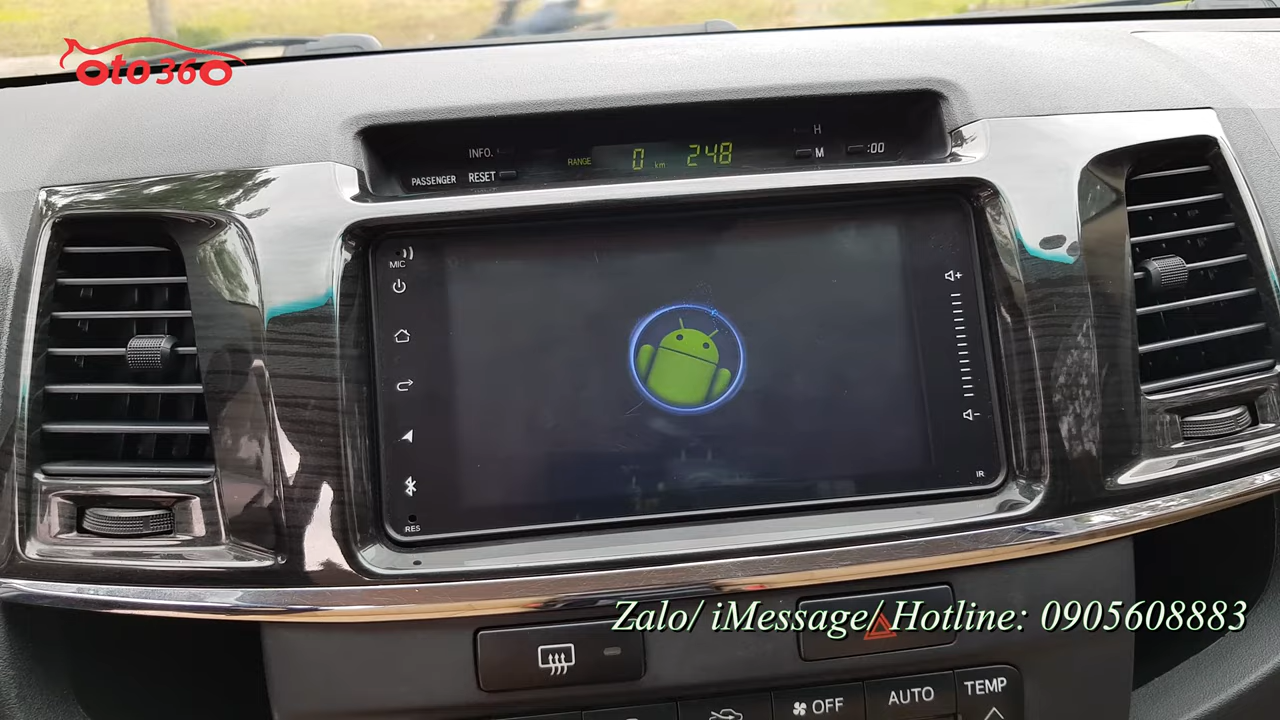 oto360
INFO.
RANGE 0 km 248
H
M
:00
PASSENGER
RESET
MIC
RES
IR
Zalo/ iMessage/ Hotline: 0905608883
OFF
AUTO
TEMP